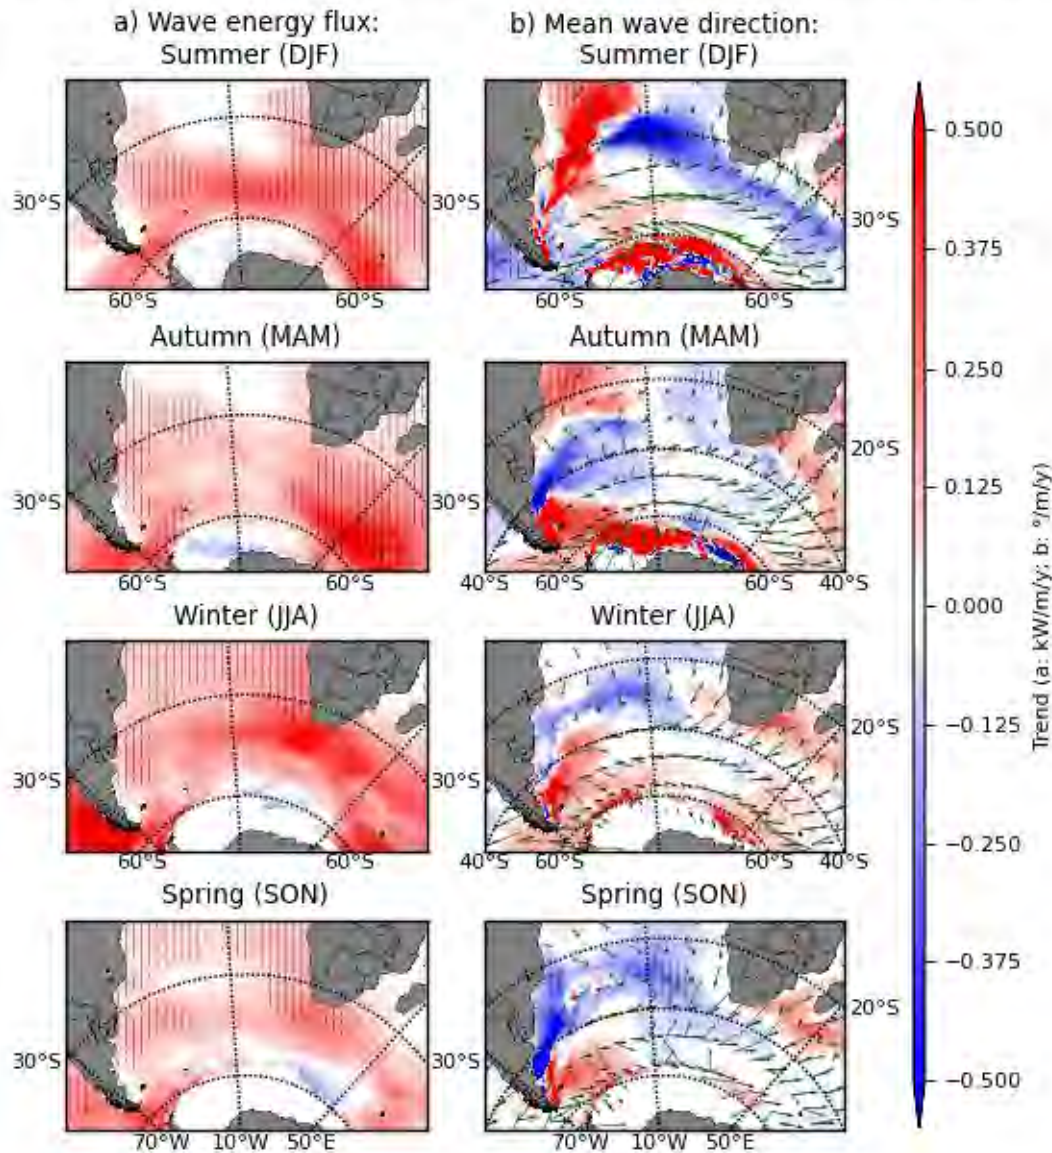 a) Wave energy flux:
Summer (DJF)
b) Mean wave direction:
Summer (DJF)
30°S
60°S
60°S
30°S
60°S
60°S
0.500
0.375
0.250
0.125
0.000
−0.125
−0.250
−0.375
−0.500
Trend (a: kW/m/y; b: °/m/y)
Autumn (MAM)
Autumn (MAM)
30°S
60°S
60°S
30°S
20°S
40°S
60°S
60°S
40°S
Winter (JJA)
Winter (JJA)
30°S
60°S
60°S
30°S
20°S
40°S
60°S
60°S
40°S
Spring (SON)
Spring (SON)
30°S
30°S
20°S
70°W
10°W
50°E
70°W
10°W
50°E